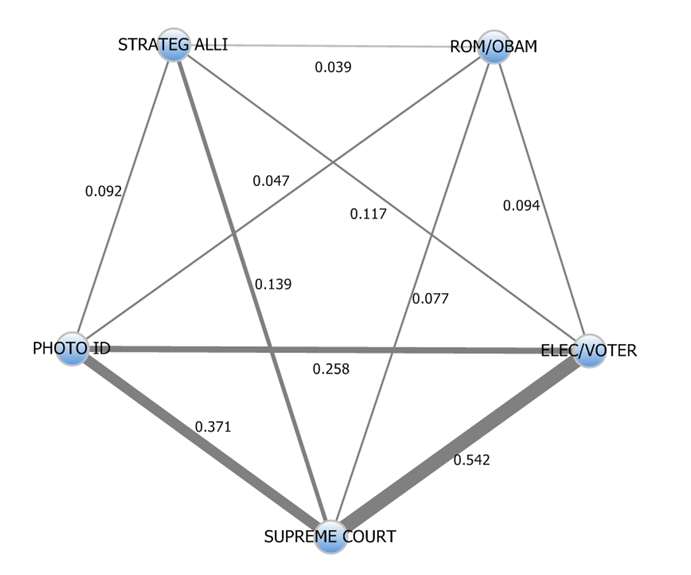 STRATEG ALLI
ROM/OBAM
0.039
0.047
0.092
0.094
0.117
0.139
0.077
PHOTO ID
ELEC/VOTER
0.258
0.371
0.542
SUPREME COURT